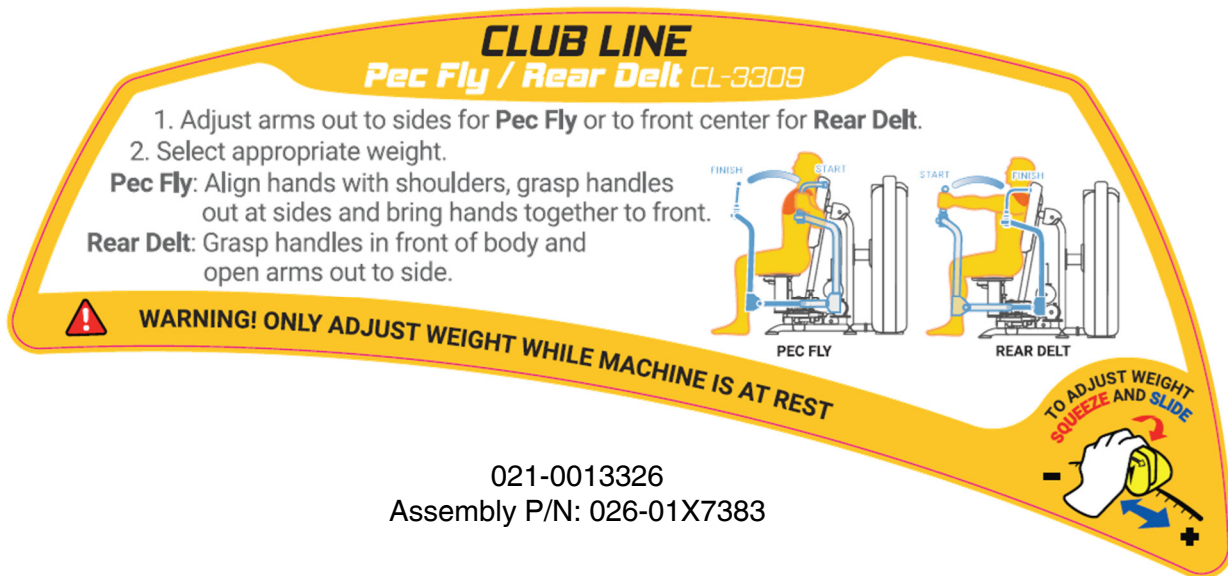 CLUB LINE
Pec Fly / Rear Delt CL-3309
1. Adjust arms out to sides for Pec Fly or to front center for Rear Delt.
2. Select appropriate weight.
Pec Fly: Align hands with shoulders, grasp handles
out at sides and bring hands together to front.
Rear Delt: Grasp handles in front of body and
open arms out to side.
FINISH
START
PEC FLY
START
FINISH
REAR DELT
WARNING! ONLY ADJUST WEIGHT WHILE MACHINE IS AT REST
TO ADJUST WEIGHT
SQUEEZE AND SLIDE
-
+
021-0013326
Assembly P/N: 026-01X7383